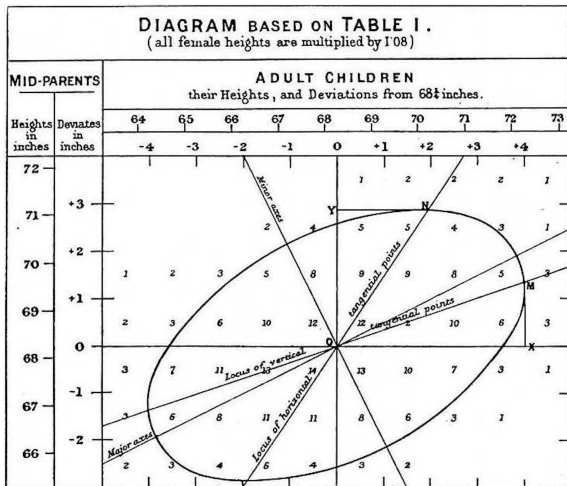 DIAGRAM BASED ON TABLE I.
(all female heights are multiplied by 1·08)
MID-PARENTS
ADULT CHILDREN
their Heights, and Deviations from 68¼ inches.
Heights in inches
Deviates in inches
64 65 66 67 68 69 70 71 72 73
-4 -3 -2 -1 0 +1 +2 +3 +4
72
1 2 2 2 1
71 +3 Y N
2 4 5 5 4 3 1
Minor axes
70 +2
1 2 3 5 8 9 9 8 5 3
tangential points
M
69 +1
tangential points
2 3 6 10 12 12 2 10 6 3
68 0 O X
3 7 11 13 14 13 10 7 3 1
Locus of vertical
67 -1
3 6 8 11 11 8 6 3 1
Locus of horizontal
Major axes
66 -2
2 3 4 6 4 3 2